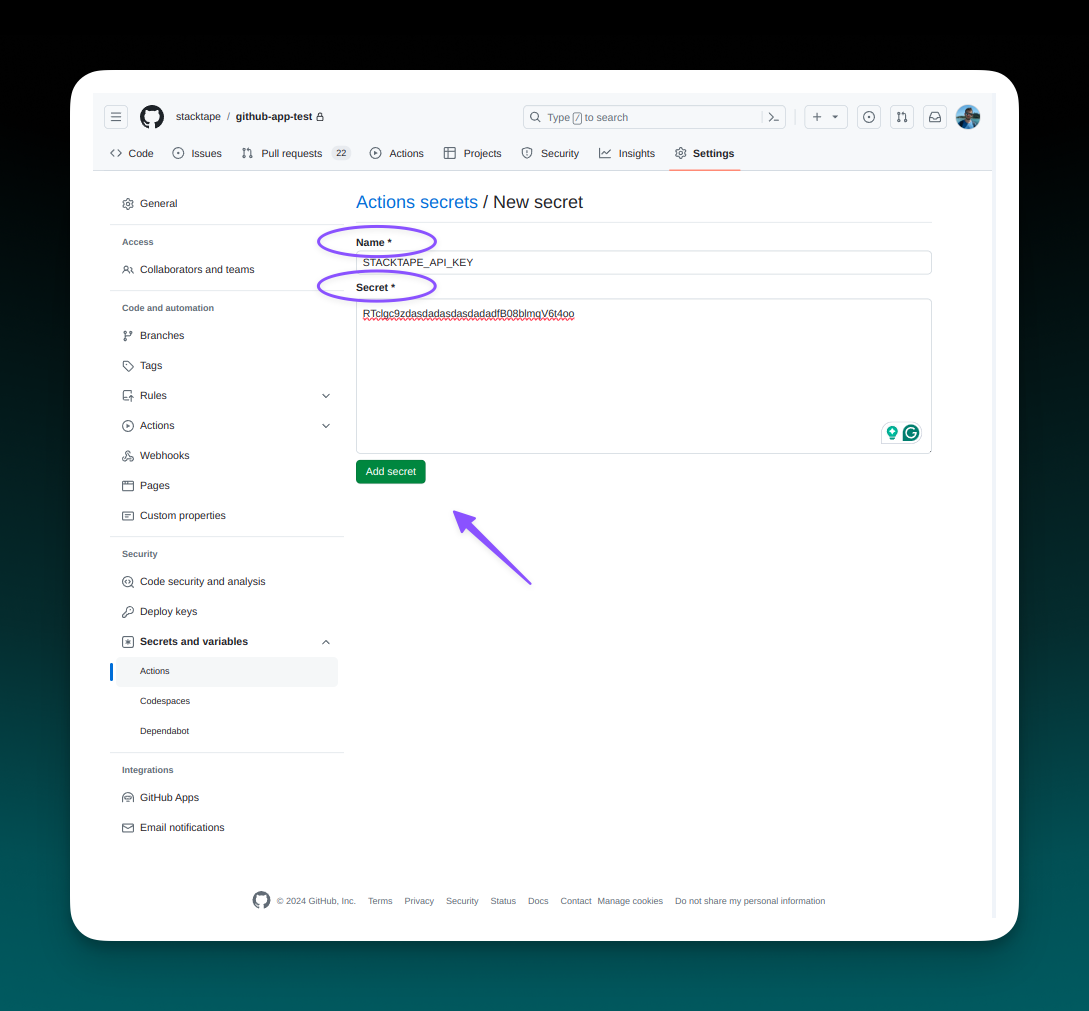 stacktape / github-app-test
Type / to search
Code Issues Pull requests 22 Actions Projects Security Insights Settings
General
Access
Collaborators and teams
Code and automation
Branches
Tags
Rules
Actions
Webhooks
Pages
Custom properties
Security
Code security and analysis
Deploy keys
Secrets and variables
Actions
Codespaces
Dependabot
Integrations
GitHub Apps
Email notifications
Actions secrets / New secret
Name *
STACKTAPE_API_KEY
Secret *
RTclgc9zdasdadasdasdadadfB08blmqV6t4oo
Add secret
© 2024 GitHub, Inc. Terms Privacy Security Status Docs Contact Manage cookies Do not share my personal information